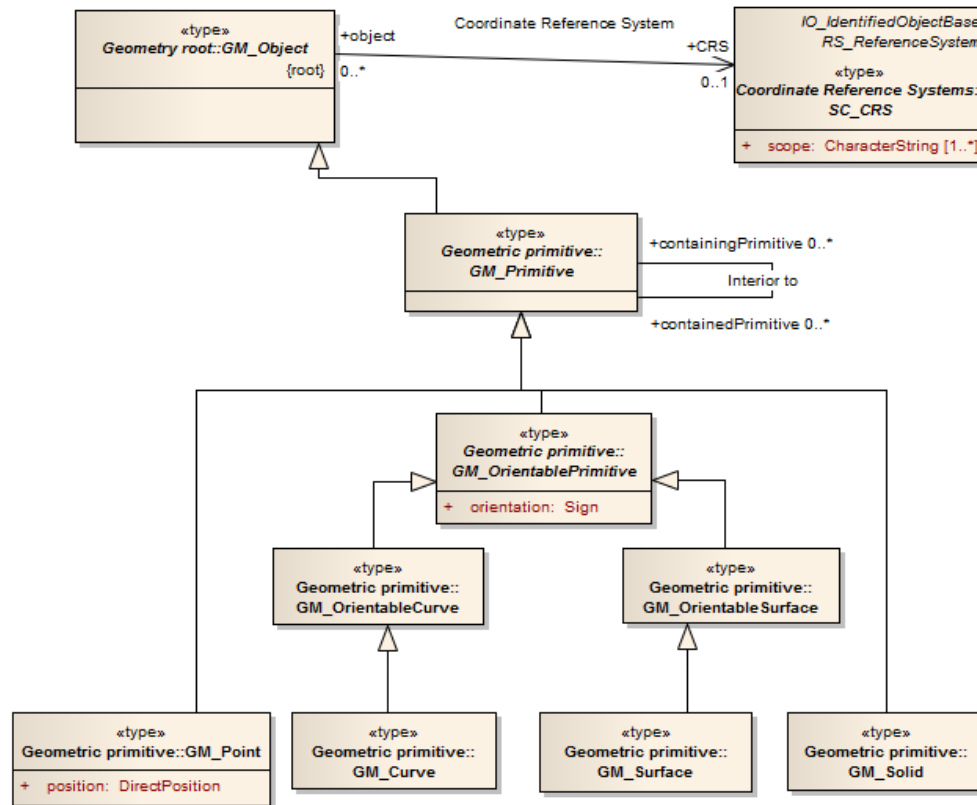 «type»
Geometry root::GM_Object
{root}
+object
0..*
Coordinate Reference System
+CRS
0..1
IO_IdentifiedObjectBase
RS_ReferenceSystem
«type»
Coordinate Reference Systems:
SC_CRS
+ scope: CharacterString [1..*]
«type»
Geometric primitive::
GM_Primitive
+containingPrimitive 0..*
Interior to
+containedPrimitive 0..*
«type»
Geometric primitive::
GM_OrientablePrimitive
+ orientation: Sign
«type»
Geometric primitive::
GM_OrientableCurve
«type»
Geometric primitive::
GM_OrientableSurface
«type»
Geometric primitive::GM_Point
+ position: DirectPosition
«type»
Geometric primitive::
GM_Curve
«type»
Geometric primitive::
GM_Surface
«type»
Geometric primitive::
GM_Solid